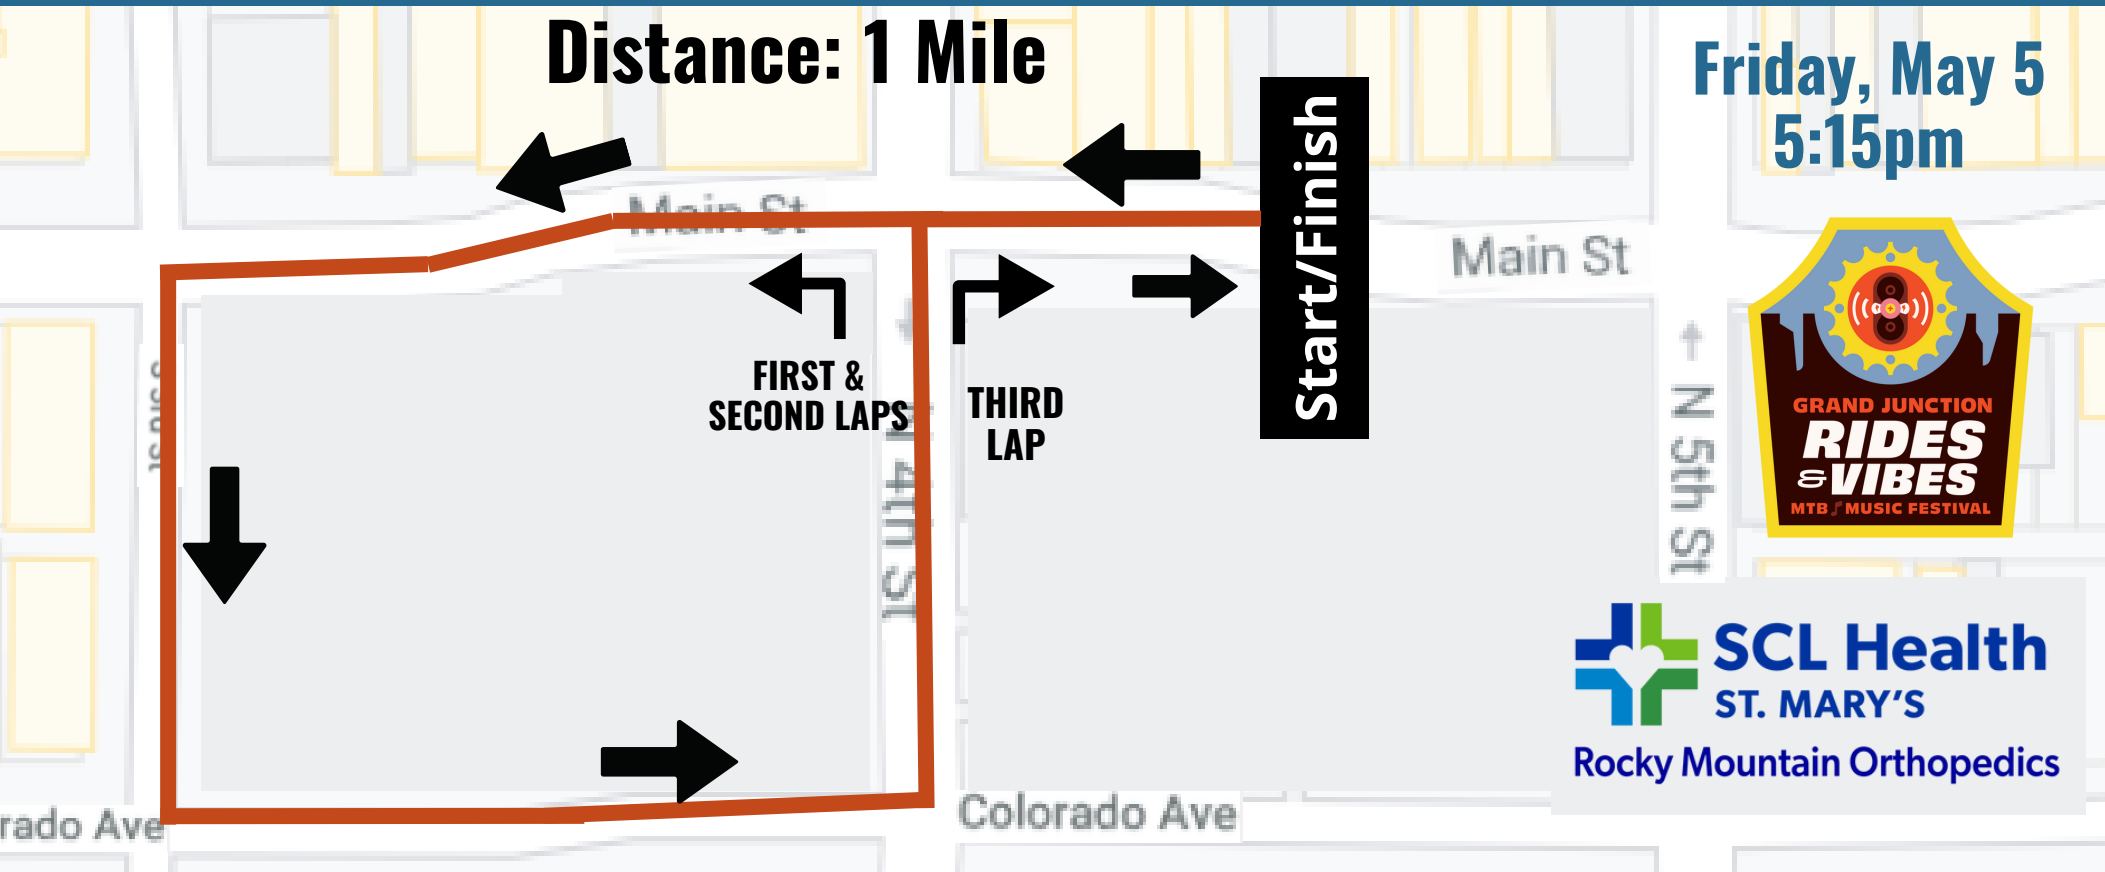 Distance: 1 Mile
Friday, May 5
5:15pm
Start/Finish
Main St
Main St
FIRST &
SECOND LAPS
THIRD
LAP
N 4th St
N 5th St
GRAND JUNCTION
RIDES
& VIBES
MTB MUSIC FESTIVAL
SCL Health
ST. MARY'S
Rocky Mountain Orthopedics
rado Ave
Colorado Ave